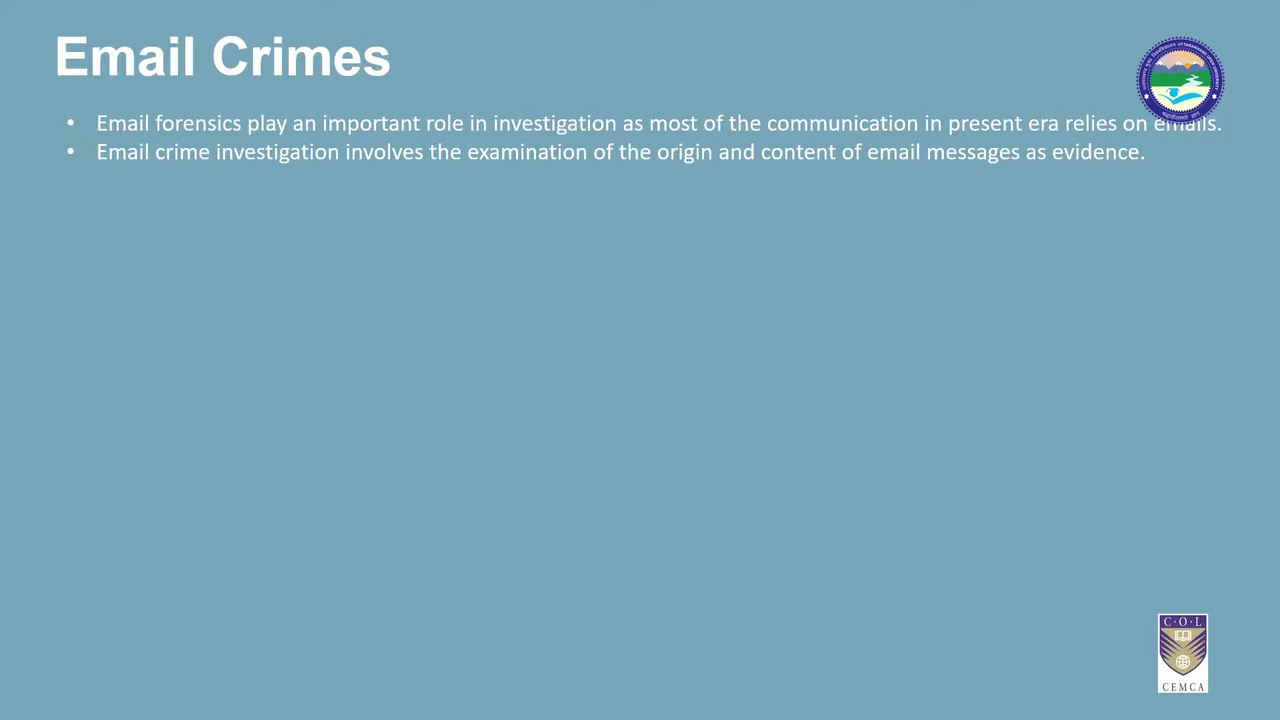 Email Crimes
• Email forensics play an important role in investigation as most of the communication in present era relies on emails.
• Email crime investigation involves the examination of the origin and content of email messages as evidence.
C·O·L
CEMCA